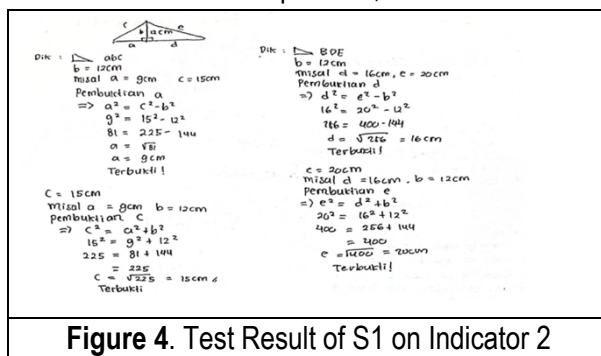 c
e
b
12cm
a
d
Dik : abc
b = 12cm
misal a = 9cm c = 15cm
Pembuktian a
=> a² = c² - b²
9² = 15² - 12²
81 = 225 - 144
a = √81
a = 9cm
Terbukti !
c = 15cm
Misal a = 9cm b = 12cm
Pembuktian c
=> c² = a² + b²
15² = 9² + 12²
225 = 81 + 144
= 225
c = √225 = 15cm
Terbukti
Dik : BDE
b = 12cm
misal d = 16cm, e = 20cm
Pembuktian d
=> d² = e² - b²
16² = 20² - 12²
256 = 400 - 144
d = √256 = 16cm
Terbukti!
e = 20cm
misal d = 16cm, b = 12cm
Pembuktian e
=> e² = d² + b²
20² = 16² + 12²
400 = 256 + 144
= 400
e = √400 = 20cm
Terbukti!
Figure 4. Test Result of S1 on Indicator 2